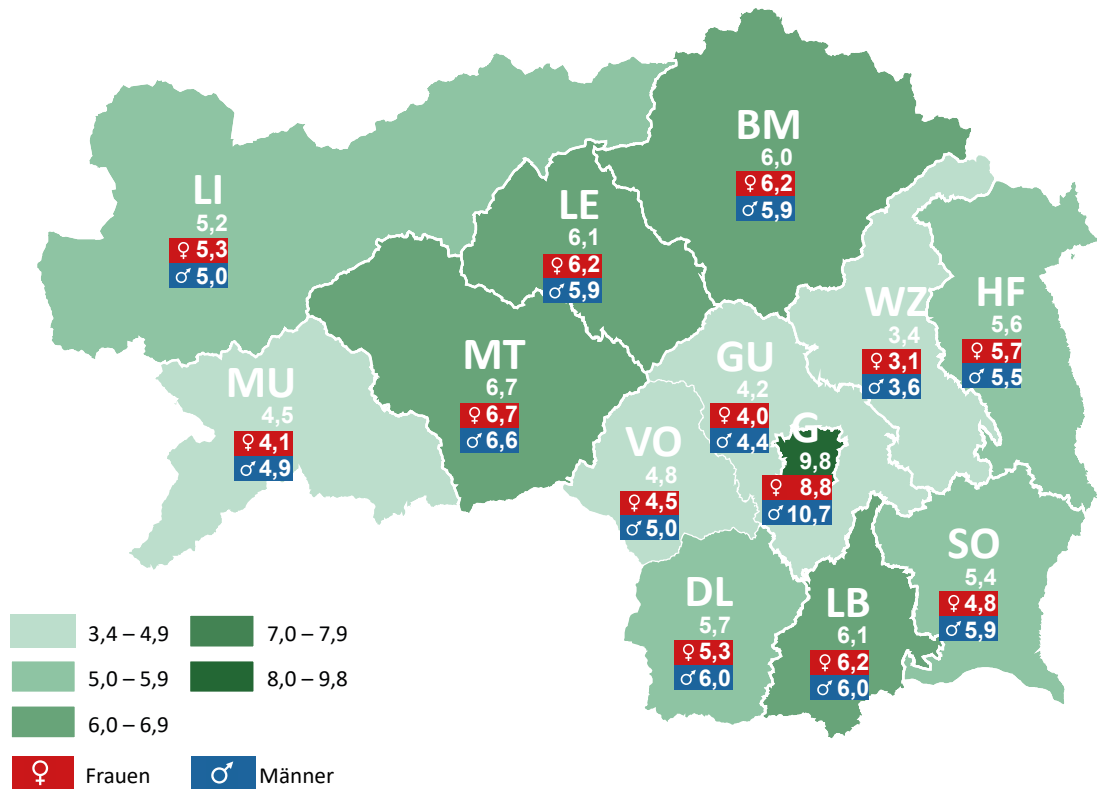 BM
6,0
♀ 6,2
♂ 5,9
LI
5,2
♀ 5,3
♂ 5,0
LE
6,1
♀ 6,2
♂ 5,9
WZ
3,4
♀ 3,1
♂ 3,6
HF
5,6
♀ 5,7
♂ 5,5
MT
6,7
♀ 6,7
♂ 6,6
GU
4,2
♀ 4,0
♂ 4,4
MU
4,5
♀ 4,1
♂ 4,9
VO
4,8
♀ 4,5
♂ 5,0
G
9,8
♀ 8,8
♂ 10,7
SO
5,4
♀ 4,8
♂ 5,9
DL
5,7
♀ 5,3
♂ 6,0
LB
6,1
♀ 6,2
♂ 6,0
3,4 – 4,9
5,0 – 5,9
6,0 – 6,9
7,0 – 7,9
8,0 – 9,8
♀ Frauen
♂ Männer